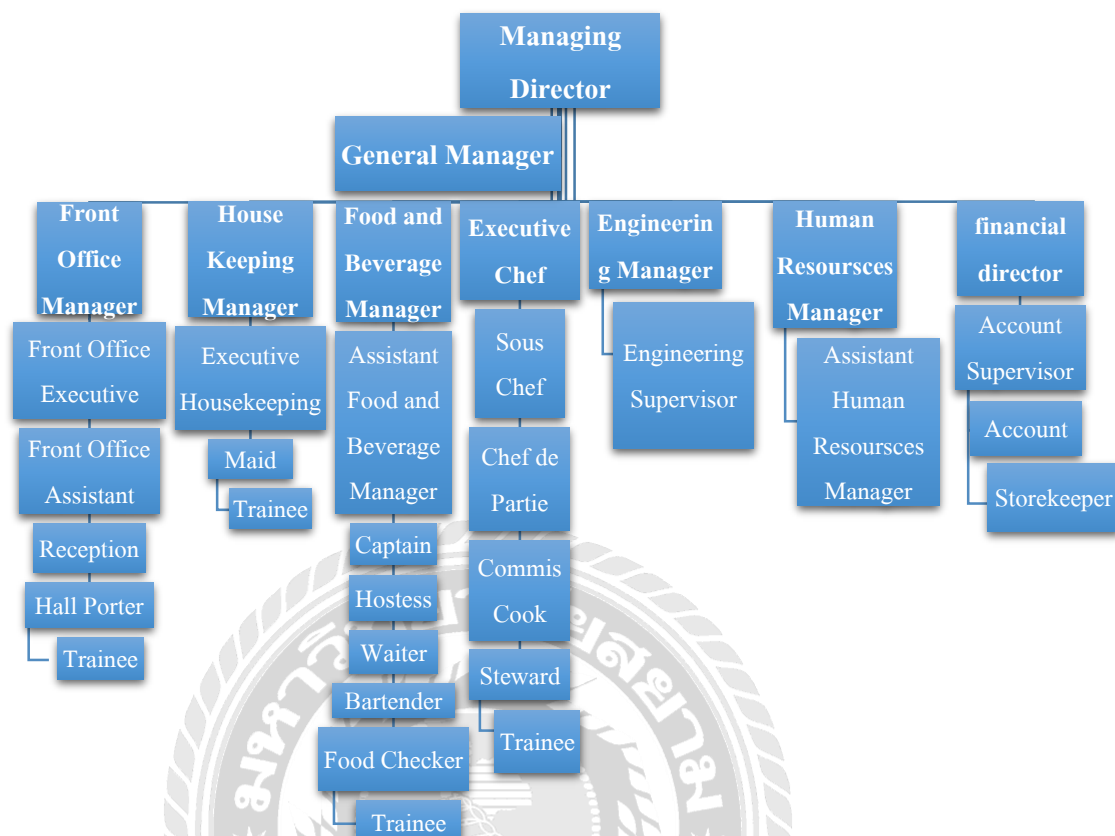 Managing
Director
General Manager
Front
Office
Manager
Front Office
Executive
Front Office
Assistant
Reception
Hall Porter
Trainee
House
Keeping
Manager
Executive
Housekeeping
Maid
Trainee
Food and
Beverage
Manager
Assistant
Food and
Beverage
Manager
Captain
Hostess
Waiter
Bartender
Food Checker
Trainee
Executive
Chef
Sous
Chef
Chef de
Partie
Commis
Cook
Steward
Trainee
Engineerin
g Manager
Engineering
Supervisor
Human
Resoursces
Manager
Assistant
Human
Resoursces
Manager
financial
director
Account
Supervisor
Account
Storekeeper